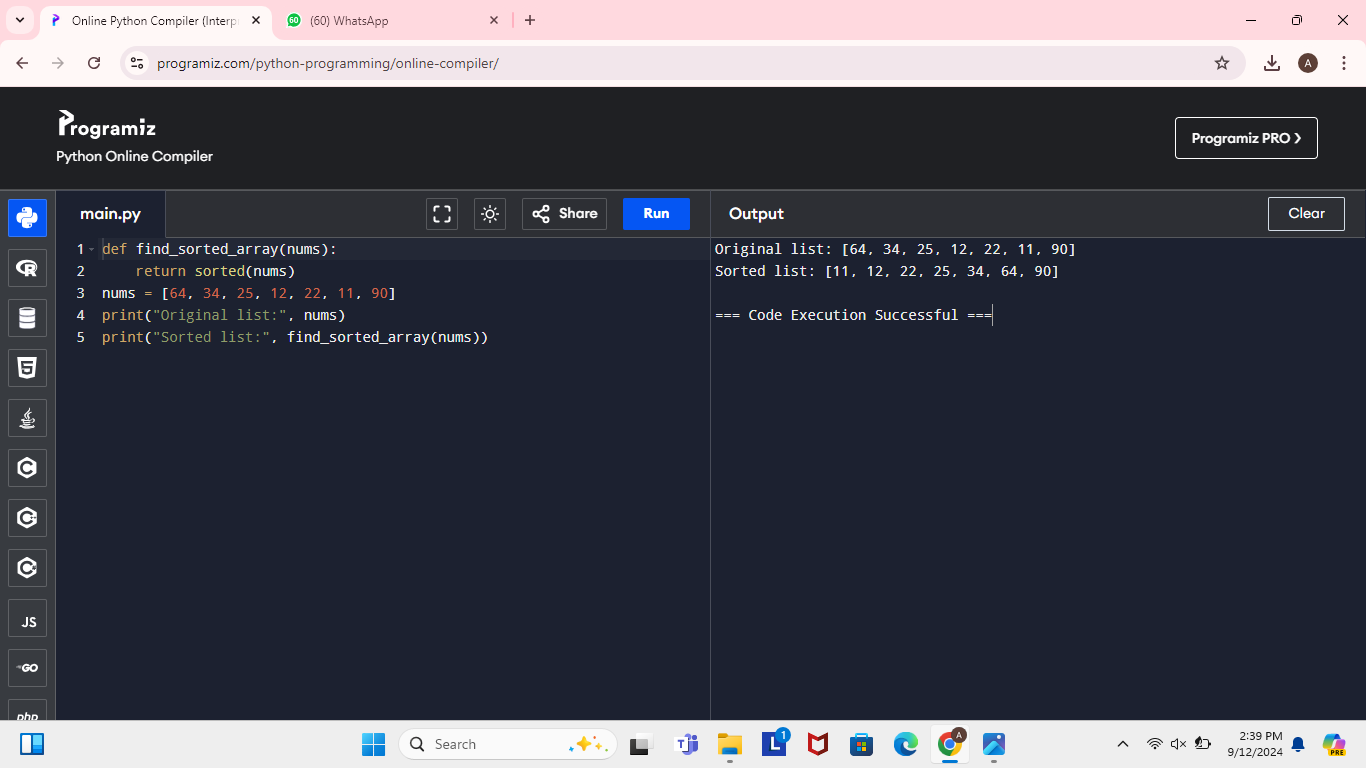 Online Python Compiler (Interp
60
(60) WhatsApp
programiz.com/python-programming/online-compiler/
A
Programiz
Python Online Compiler
Programiz PRO
main.py
Share
Run
Output
Clear
1 def find_sorted_array(nums):
2     return sorted(nums)
3 nums = [64, 34, 25, 12, 22, 11, 90]
4 print("Original list:", nums)
5 print("Sorted list:", find_sorted_array(nums))
Original list: [64, 34, 25, 12, 22, 11, 90]
Sorted list: [11, 12, 22, 25, 34, 64, 90]
=== Code Execution Successful ===
R
5
C
C
C
JS
GO
php
Search
T
L
1
A
2:39 PM
9/12/2024
PRE